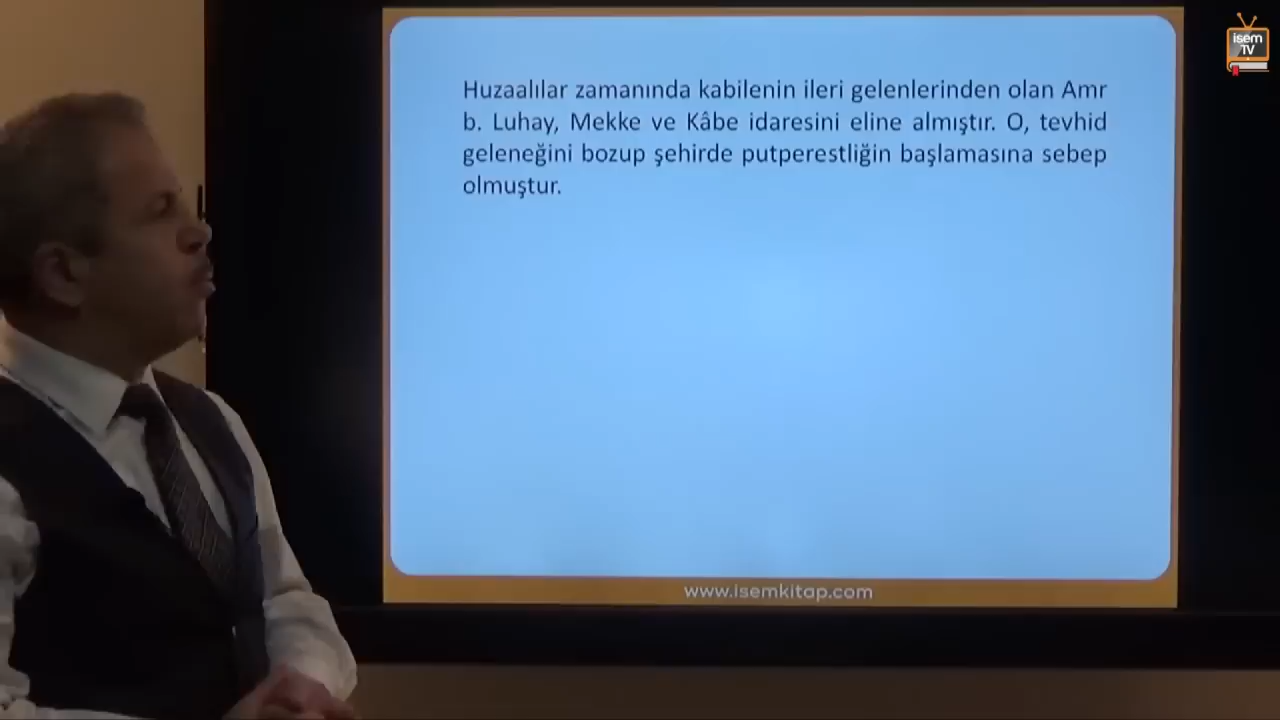 isem
TV
Huzaalılar zamanında kabilenin ileri gelenlerinden olan Amr
b. Luhay, Mekke ve Kâbe idaresini eline almıştır. O, tevhid
geleneğini bozup şehirde putperestliğin başlamasına sebep
olmuştur.
www.isemkitap.com